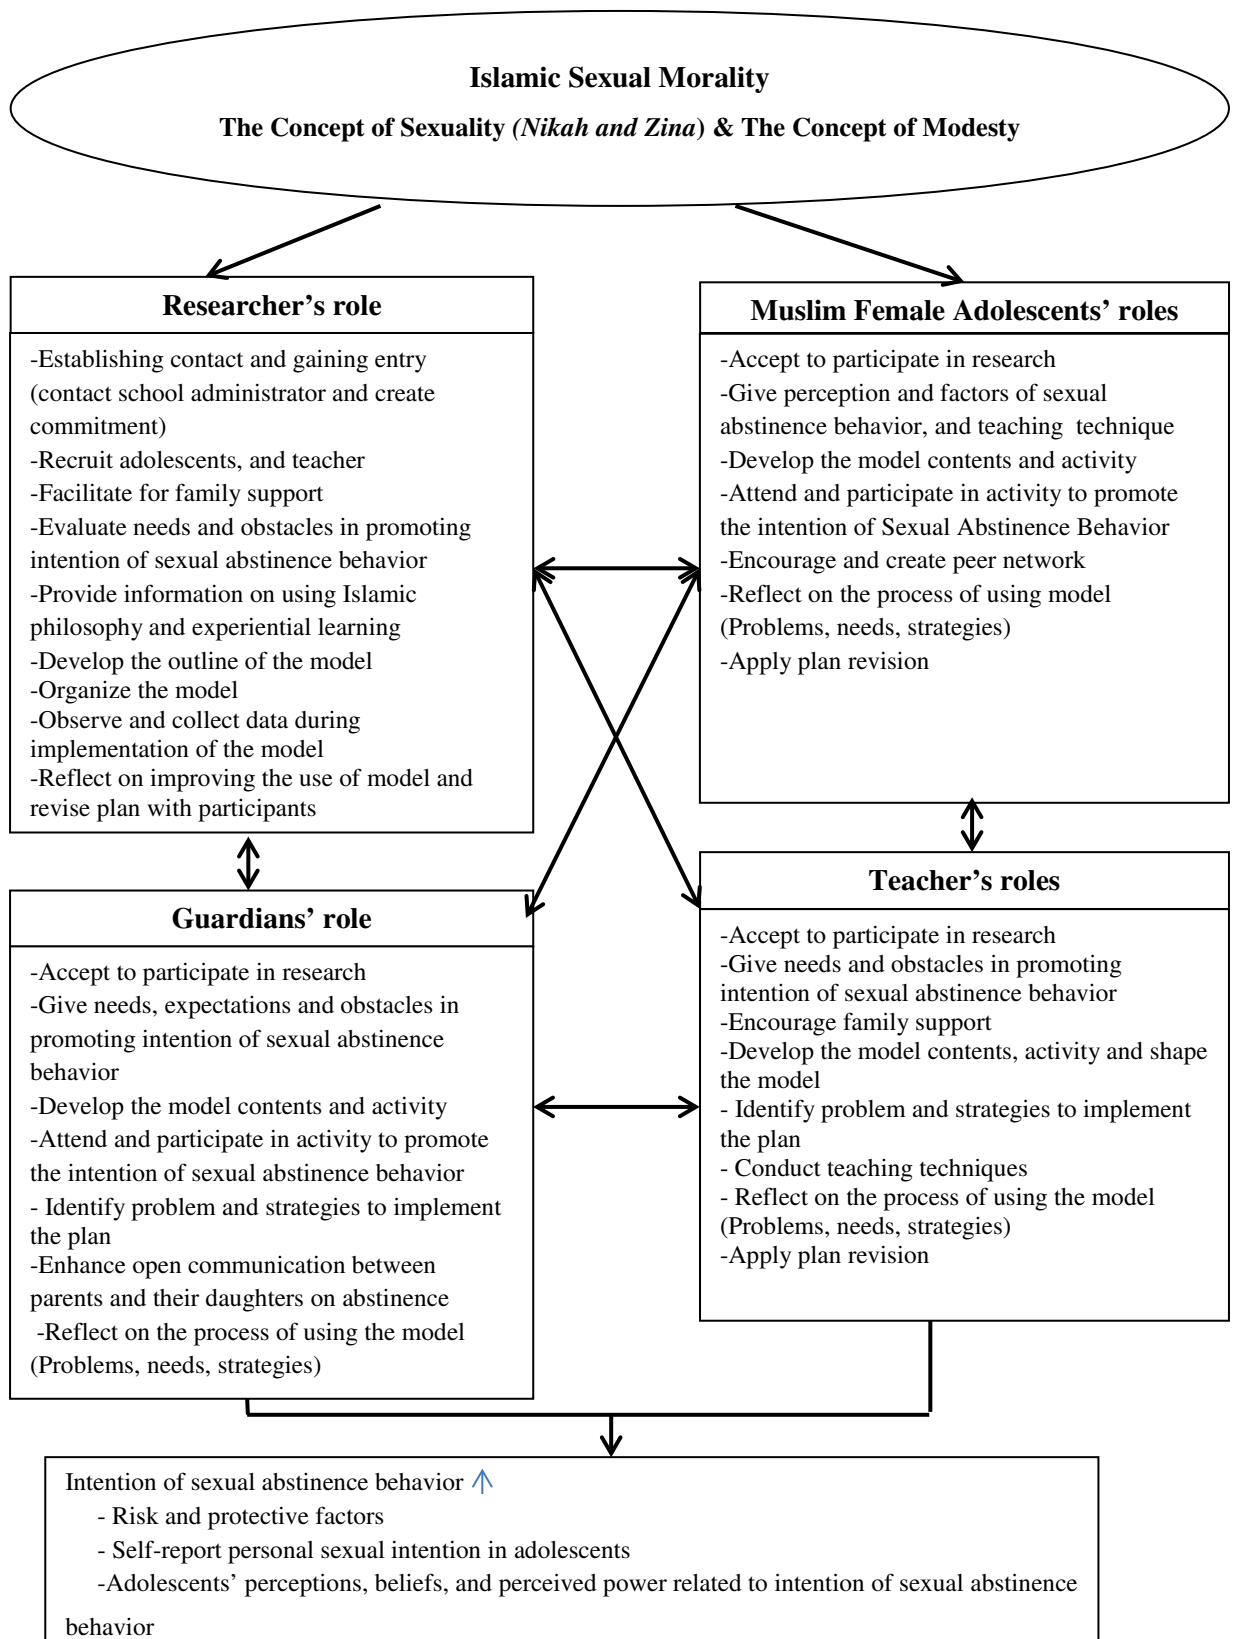 Islamic Sexual Morality
The Concept of Sexuality (Nikah and Zina) & The Concept of Modesty
Researcher's role
-Establishing contact and gaining entry
(contact school administrator and create
commitment)
-Recruit adolescents, and teacher
-Facilitate for family support
-Evaluate needs and obstacles in promoting
intention of sexual abstinence behavior
-Provide information on using Islamic
philosophy and experiential learning
-Develop the outline of the model
-Organize the model
-Observe and collect data during
implementation of the model
-Reflect on improving the use of model and
revise plan with participants
Muslim Female Adolescents' roles
-Accept to participate in research
-Give perception and factors of sexual
abstinence behavior, and teaching technique
-Develop the model contents and activity
-Attend and participate in activity to promote
the intention of Sexual Abstinence Behavior
-Encourage and create peer network
-Reflect on the process of using model
(Problems, needs, strategies)
-Apply plan revision
Guardians' role
-Accept to participate in research
-Give needs, expectations and obstacles in
promoting intention of sexual abstinence
behavior
-Develop the model contents and activity
-Attend and participate in activity to promote
the intention of sexual abstinence behavior
- Identify problem and strategies to implement
the plan
-Enhance open communication between
parents and their daughters on abstinence
-Reflect on the process of using the model
(Problems, needs, strategies)
Teacher's roles
-Accept to participate in research
-Give needs and obstacles in promoting
intention of sexual abstinence behavior
-Encourage family support
-Develop the model contents, activity and shape
the model
- Identify problem and strategies to implement
the plan
- Conduct teaching techniques
- Reflect on the process of using the model
(Problems, needs, strategies)
-Apply plan revision
Intention of sexual abstinence behavior ↑
- Risk and protective factors
- Self-report personal sexual intention in adolescents
-Adolescents' perceptions, beliefs, and perceived power related to intention of sexual abstinence
behavior